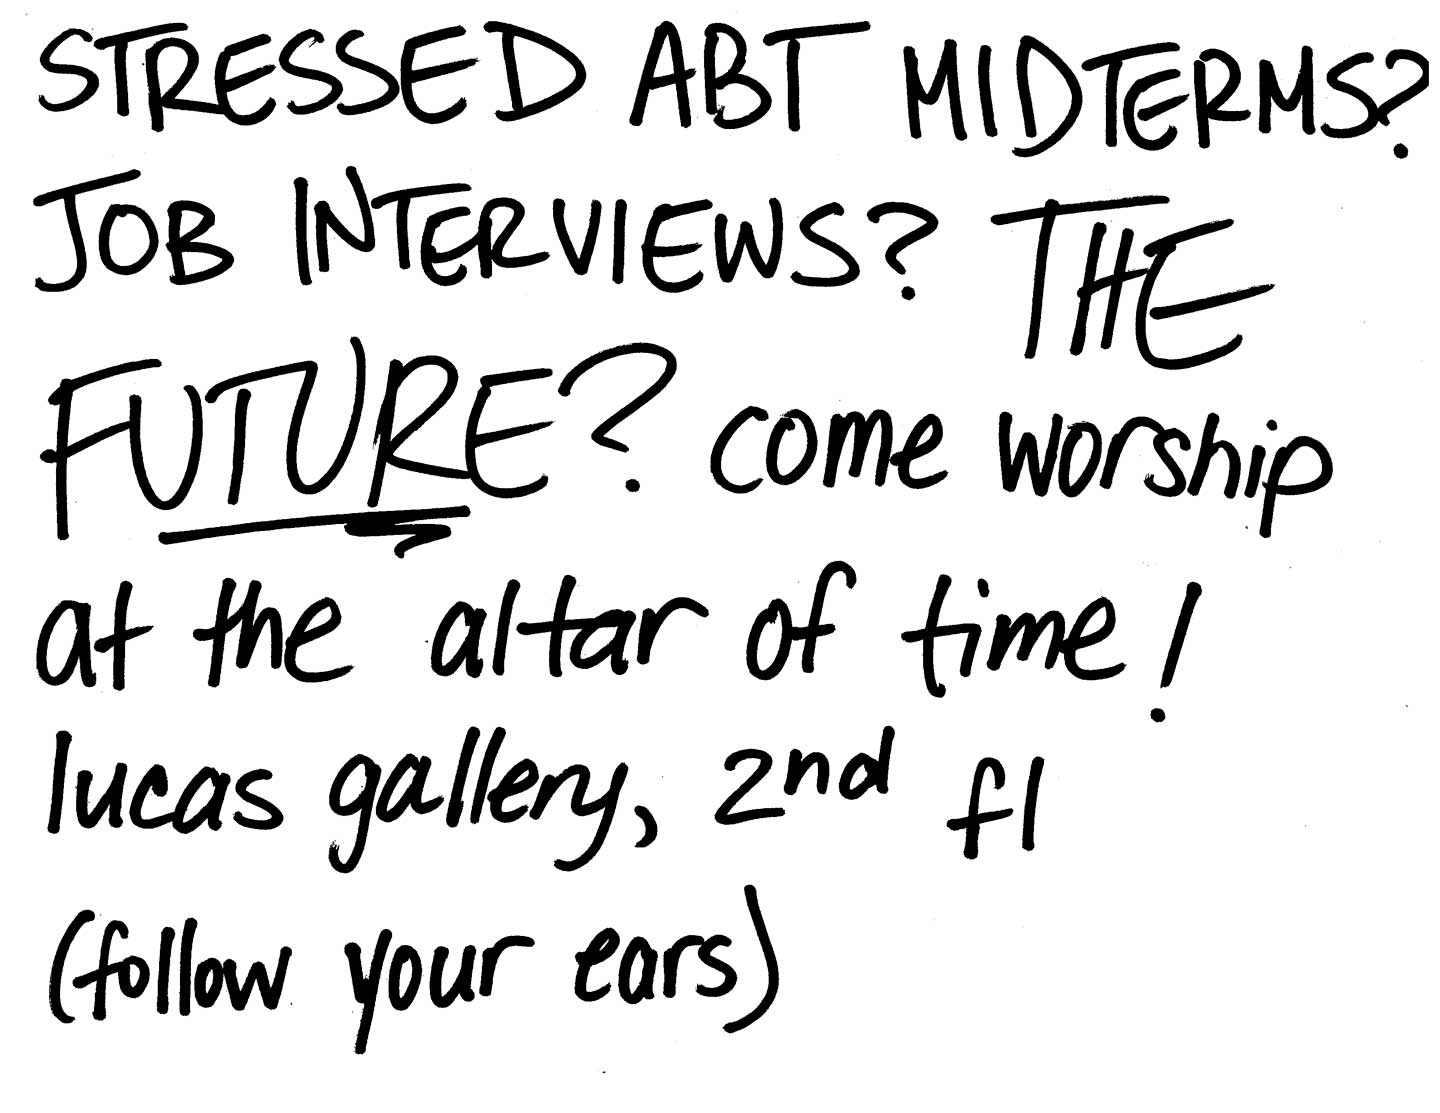 STRESSED ABT MIDTERMS?
JOB INTERVIEWS? THE
FUTURE? come worship
at the altar of time!
lucas gallery, 2nd fl
(follow your ears)